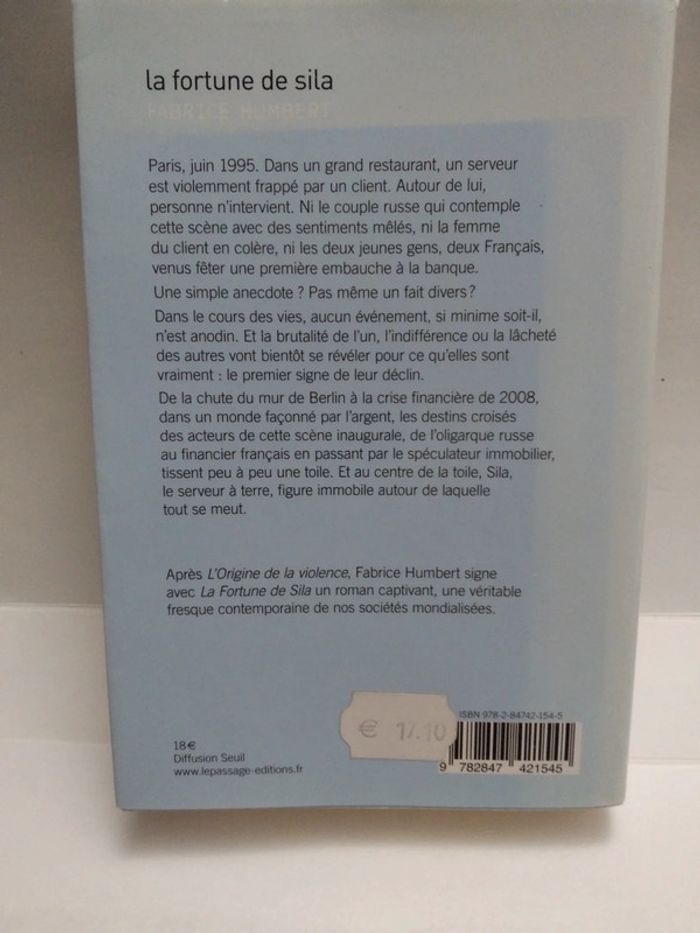 la fortune de sila
FABRICE HUMBERT
Paris, juin 1995. Dans un grand restaurant, un serveur
est violemment frappé par un client. Autour de lui,
personne n'intervient. Ni le couple russe qui contemple
cette scène avec des sentiments mêlés, ni la femme
du client en colère, ni les deux jeunes gens, deux Français,
venus fêter une première embauche à la banque.
Une simple anecdote ? Pas même un fait divers ?
Dans le cours des vies, aucun événement, si minime soit-il,
n'est anodin. Et la brutalité de l'un, l'indifférence ou la lâcheté
des autres vont bientôt se révéler pour ce qu'elles sont
vraiment : le premier signe de leur déclin.
De la chute du mur de Berlin à la crise financière de 2008,
dans un monde façonné par l'argent, les destins croisés
des acteurs de cette scène inaugurale, de l'oligarque russe
au financier français en passant par le spéculateur immobilier,
tissent peu à peu une toile. Et au centre de la toile, Sila,
le serveur à terre, figure immobile autour de laquelle
tout se meut.
Après L'Origine de la violence, Fabrice Humbert signe
avec La Fortune de Sila un roman captivant, une véritable
fresque contemporaine de nos sociétés mondialisées.
€ 17.10
ISBN 978-2-84742-154-5
9 782847 421545
18€
Diffusion Seuil
www.lepassage-editions.fr